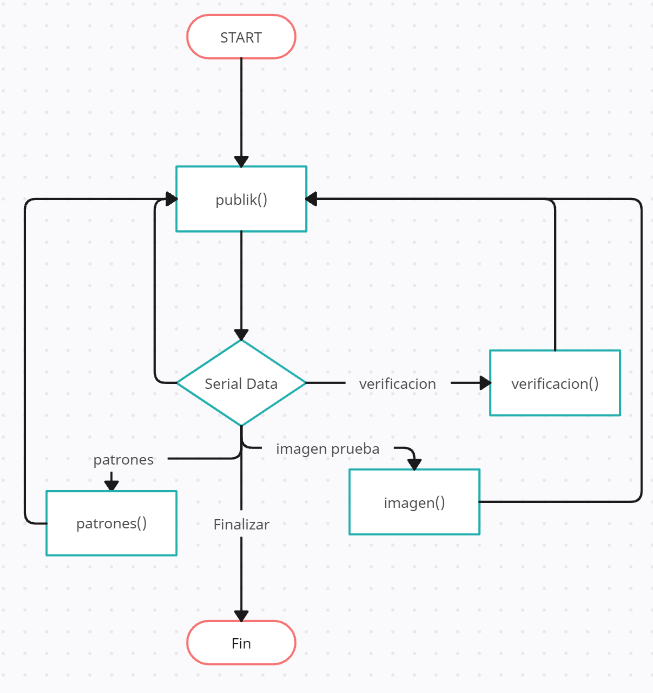 START
publik()
Serial Data
verificacion
verificacion()
patrones
imagen prueba
patrones()
imagen()
Finalizar
Fin